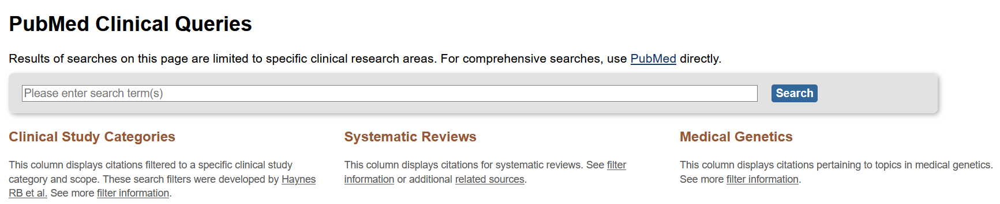 PubMed Clinical Queries
Results of searches on this page are limited to specific clinical research areas. For comprehensive searches, use PubMed directly.
Please enter search term(s)
Search
Clinical Study Categories
This column displays citations filtered to a specific clinical study
category and scope. These search filters were developed by Haynes
RB et al. See more filter information.
Systematic Reviews
This column displays citations for systematic reviews. See filter
information or additional related sources.
Medical Genetics
This column displays citations pertaining to topics in medical genetics.
See more filter information.